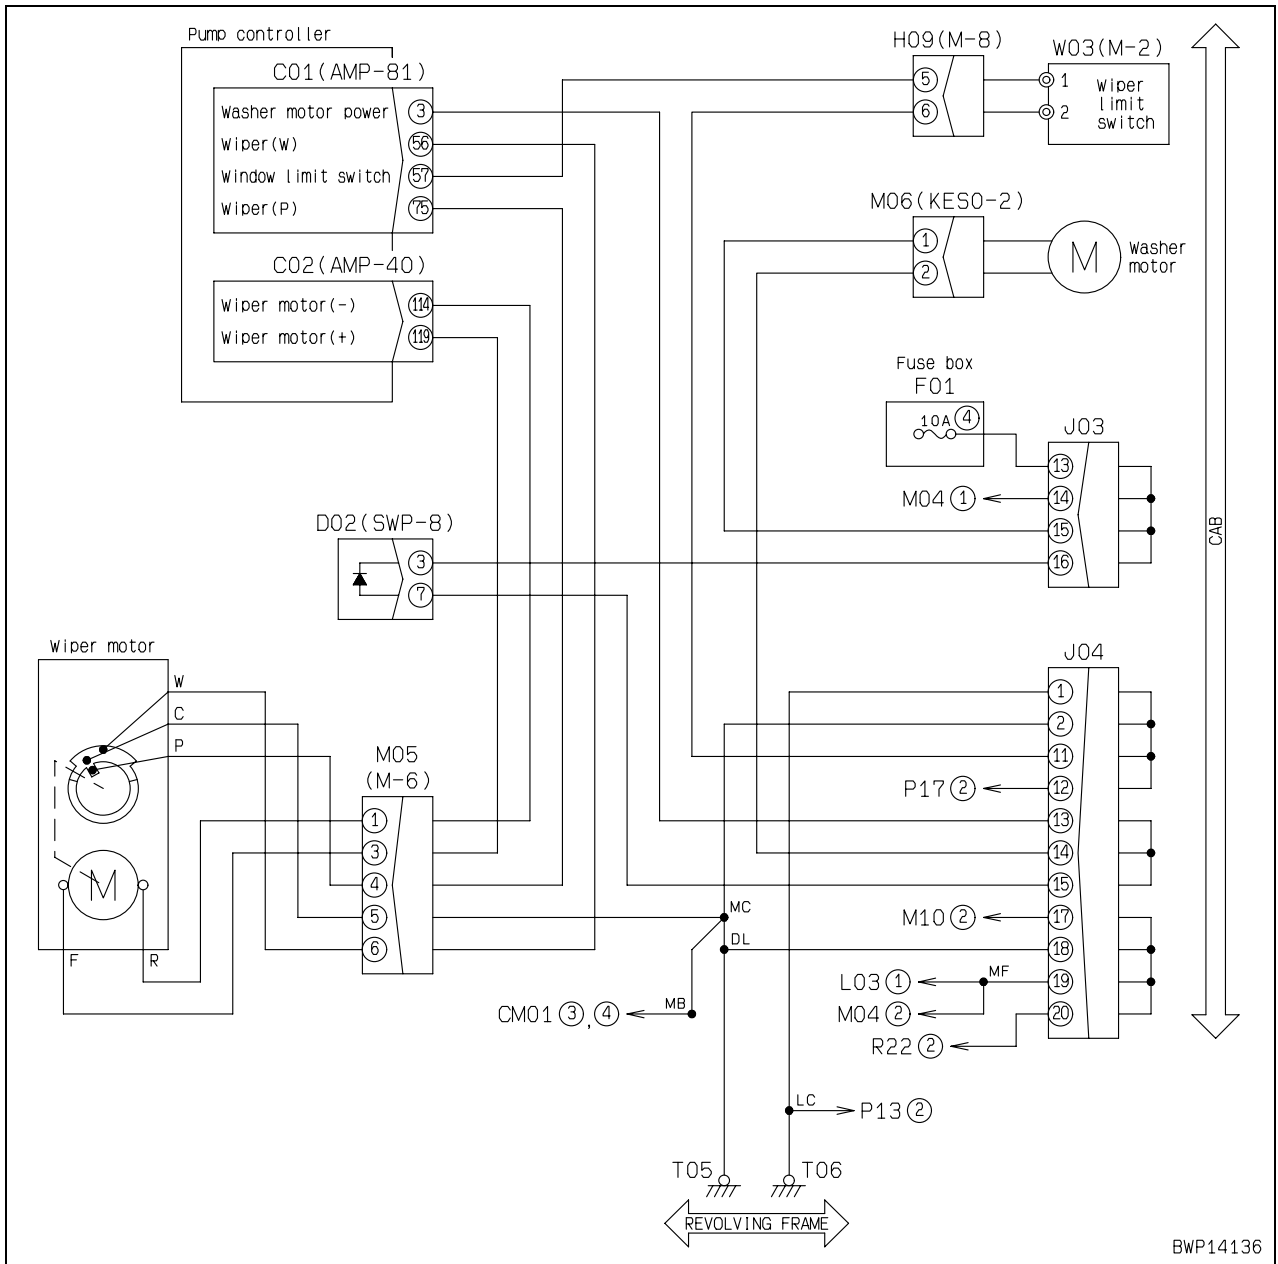 Pump controller
C01(AMP-81)
Washer motor power 3
Wiper(W) 56
Window limit switch 57
Wiper(P) 75
C02(AMP-40)
Wiper motor(-) 114
Wiper motor(+) 119
H09(M-8)
5
6
W03(M-2)
1
2
Wiper
limit
switch
M06(KES0-2)
1
2
M
Washer
motor
Fuse box
F01
10A 4
J03
13
M04 1 14
15
16
CAB
D02(SWP-8)
3
7
Wiper motor
W
C
P
M
F
R
M05
(M-6)
1
3
4
5
6
J04
1
2
11
P17 2 12
13
14
15
M10 2 17
18
L03 1 MF 19
M04 2 20
R22 2
MC
DL
MB
CM01 3, 4
LC
P13 2
T05
T06
REVOLVING FRAME
BWP14136